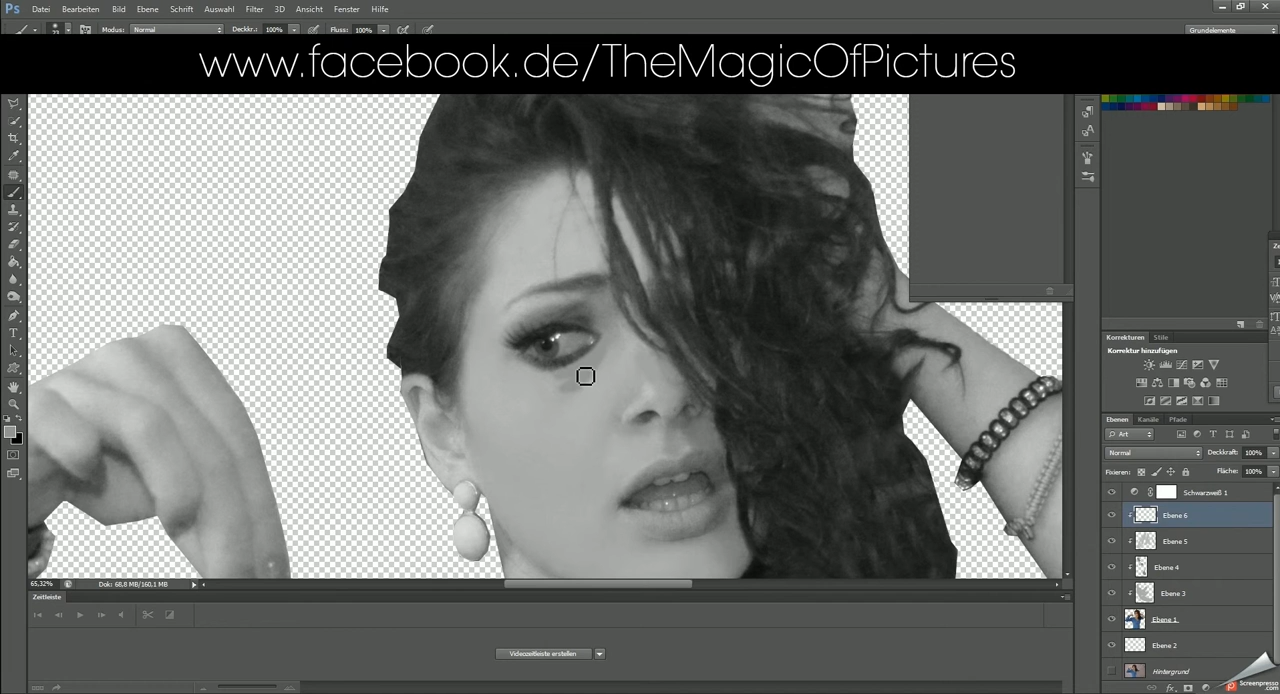 Ps Datei Bearbeiten Bild Ebene Schrift Auswahl Filter 3D Ansicht Fenster Hilfe
Modus: Normal Deckkr.: 100% Fluss: 100% Grundelemente
www.facebook.de/TheMagicOfPictures
Korrekturen Stile
Korrektur hinzufügen
Ebenen Kanäle Pfade
Art
Normal Deckkraft: 100%
Fixieren: Fläche: 100%
Schwarzweiß 1
Ebene 6
Ebene 5
Ebene 4
Ebene 3
Ebene 1
Ebene 2
Hintergrund
65,32% Dok: 68,8 MB/160,1 MB
Zeitleiste
Videozeitleiste erstellen
Screenpresso
.com